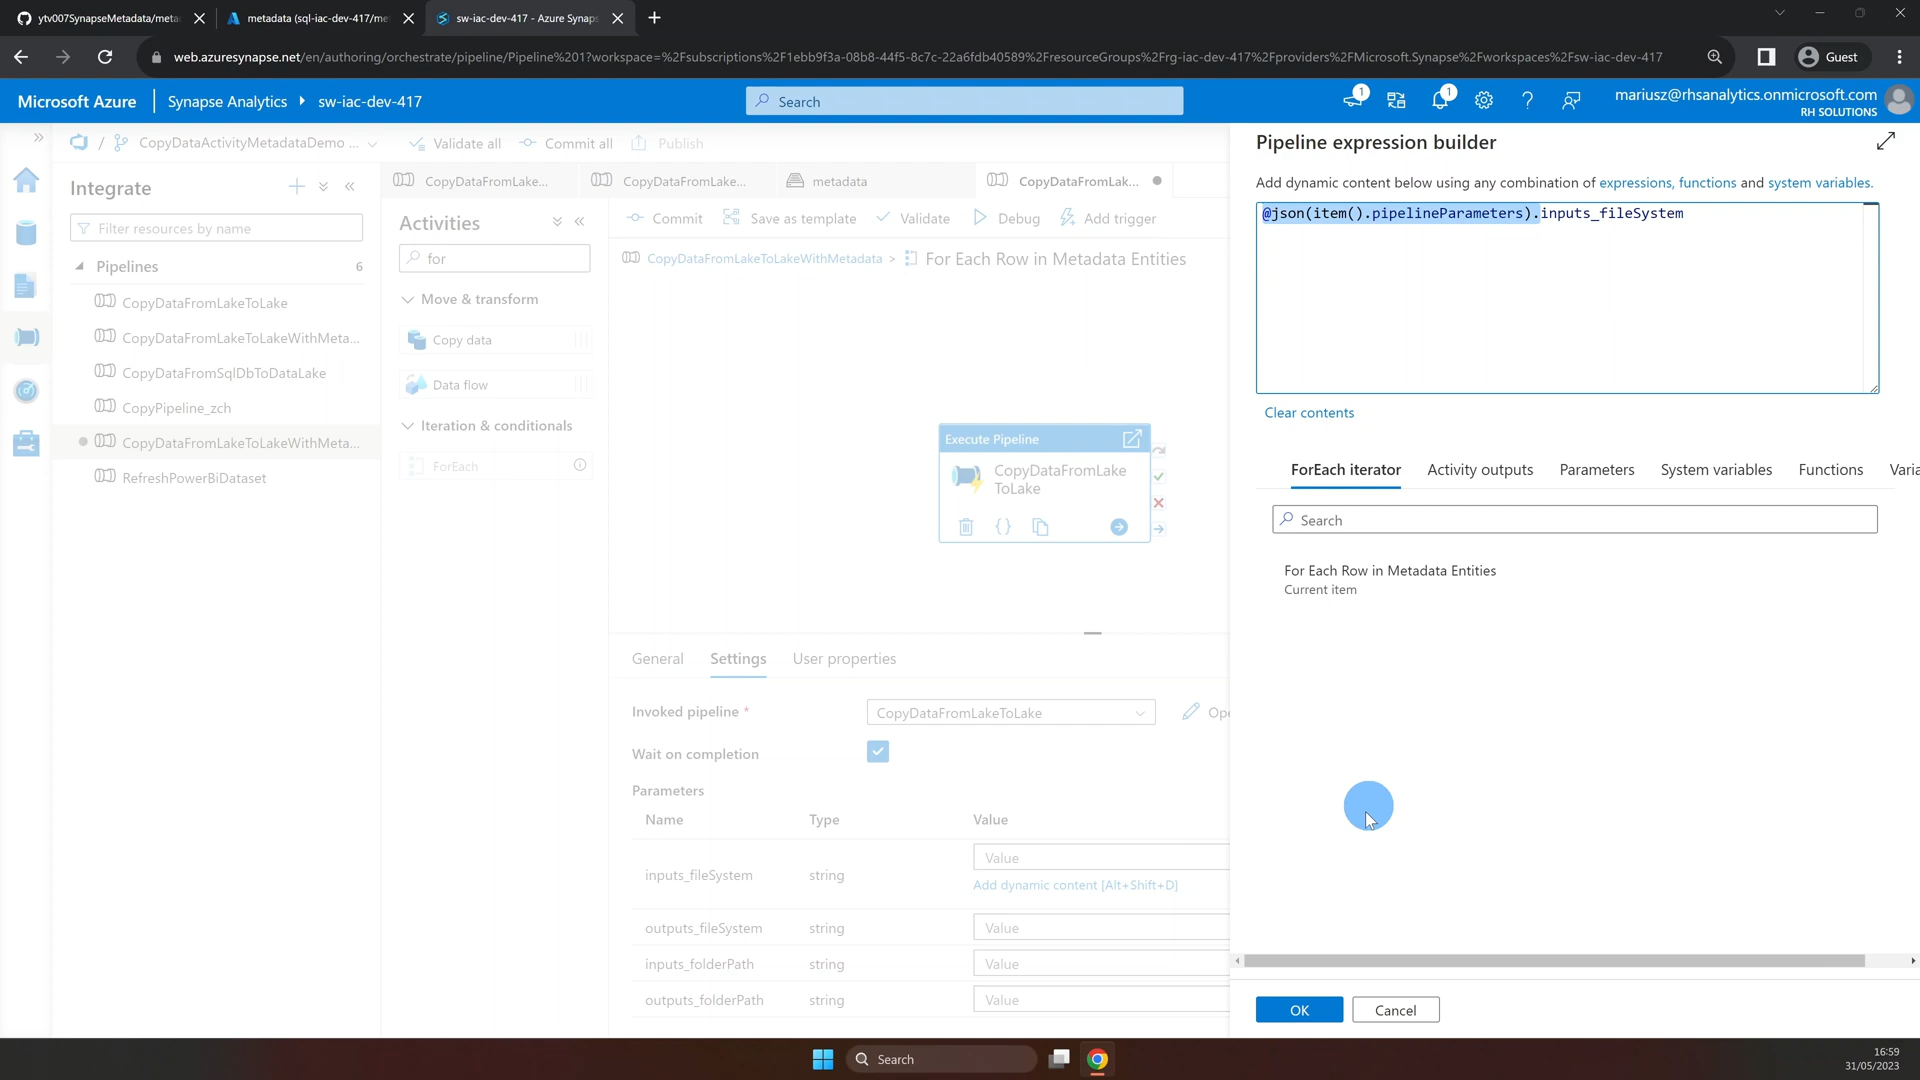 ytv007SynapseMetadata/meta
metadata (sql-iac-dev-417/me
sw-iac-dev-417 - Azure Synaps
web.azuresynapse.net/en/authoring/orchestrate/pipeline/Pipeline%201?workspace=%2Fsubscriptions%2F1ebb9f3a-08b8-44f5-8c7c-22a6fdb40589%2FresourceGroups%2Frg-iac-dev-417%2Fproviders%2FMicrosoft.Synapse%2Fworkspaces%2Fsw-iac-dev-417
Guest
Microsoft Azure
Synapse Analytics
sw-iac-dev-417
Search
1
1
mariusz@rhsanalytics.onmicrosoft.com
RH SOLUTIONS
/
CopyDataActivityMetadataDemo ...
Validate all
Commit all
Publish
Integrate
Filter resources by name
Pipelines
6
CopyDataFromLakeToLake
CopyDataFromLakeToLakeWithMeta...
CopyDataFromSqlDbToDataLake
CopyPipeline_zch
CopyDataFromLakeToLakeWithMeta...
RefreshPowerBiDataset
CopyDataFromLake...
CopyDataFromLake...
metadata
CopyDataFromLak...
Activities
for
Move & transform
Copy data
Data flow
Iteration & conditionals
ForEach
Commit
Save as template
Validate
Debug
Add trigger
CopyDataFromLakeToLakeWithMetadata > For Each Row in Metadata Entities
Execute Pipeline
CopyDataFromLake
ToLake
General
Settings
User properties
Invoked pipeline *
CopyDataFromLakeToLake
Ope
Wait on completion
Parameters
Name
Type
Value
inputs_fileSystem
string
Value
Add dynamic content [Alt+Shift+D]
outputs_fileSystem
string
Value
inputs_folderPath
string
Value
outputs_folderPath
string
Value
Pipeline expression builder
Add dynamic content below using any combination of expressions, functions and system variables.
@json(item().pipelineParameters).inputs_fileSystem
Clear contents
ForEach iterator
Activity outputs
Parameters
System variables
Functions
Varia
Search
For Each Row in Metadata Entities
Current item
OK
Cancel
Search
16:59
31/05/2023